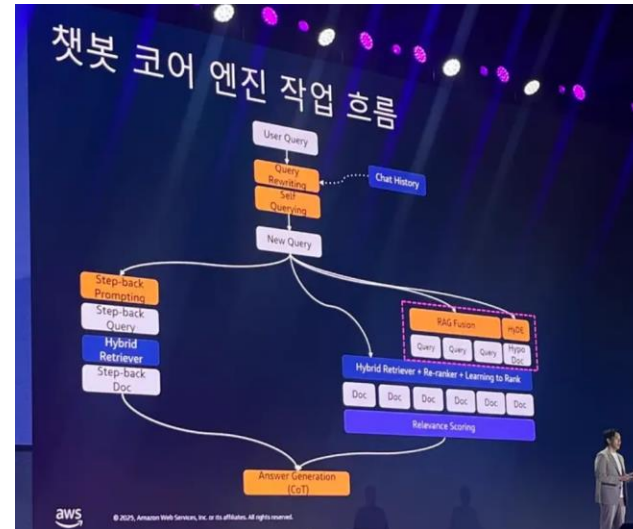 챗봇 코어 엔진 작업 흐름
User Query
Query
Rewriting
Chat History
Self
Querying
New Query
Step-back
Prompting
Step-back
Query
Hybrid
Retriever
Step-back
Doc
RAG Fusion
HyDE
Query
Query
Query
Hypo
Doc
Hybrid Retriever + Re-ranker + Learning to Rank
Doc
Doc
Doc
Doc
Doc
Doc
Relevance Scoring
Answer Generation
(CoT)
aws
© 2025, Amazon Web Services, Inc. or its affiliates. All rights reserved.